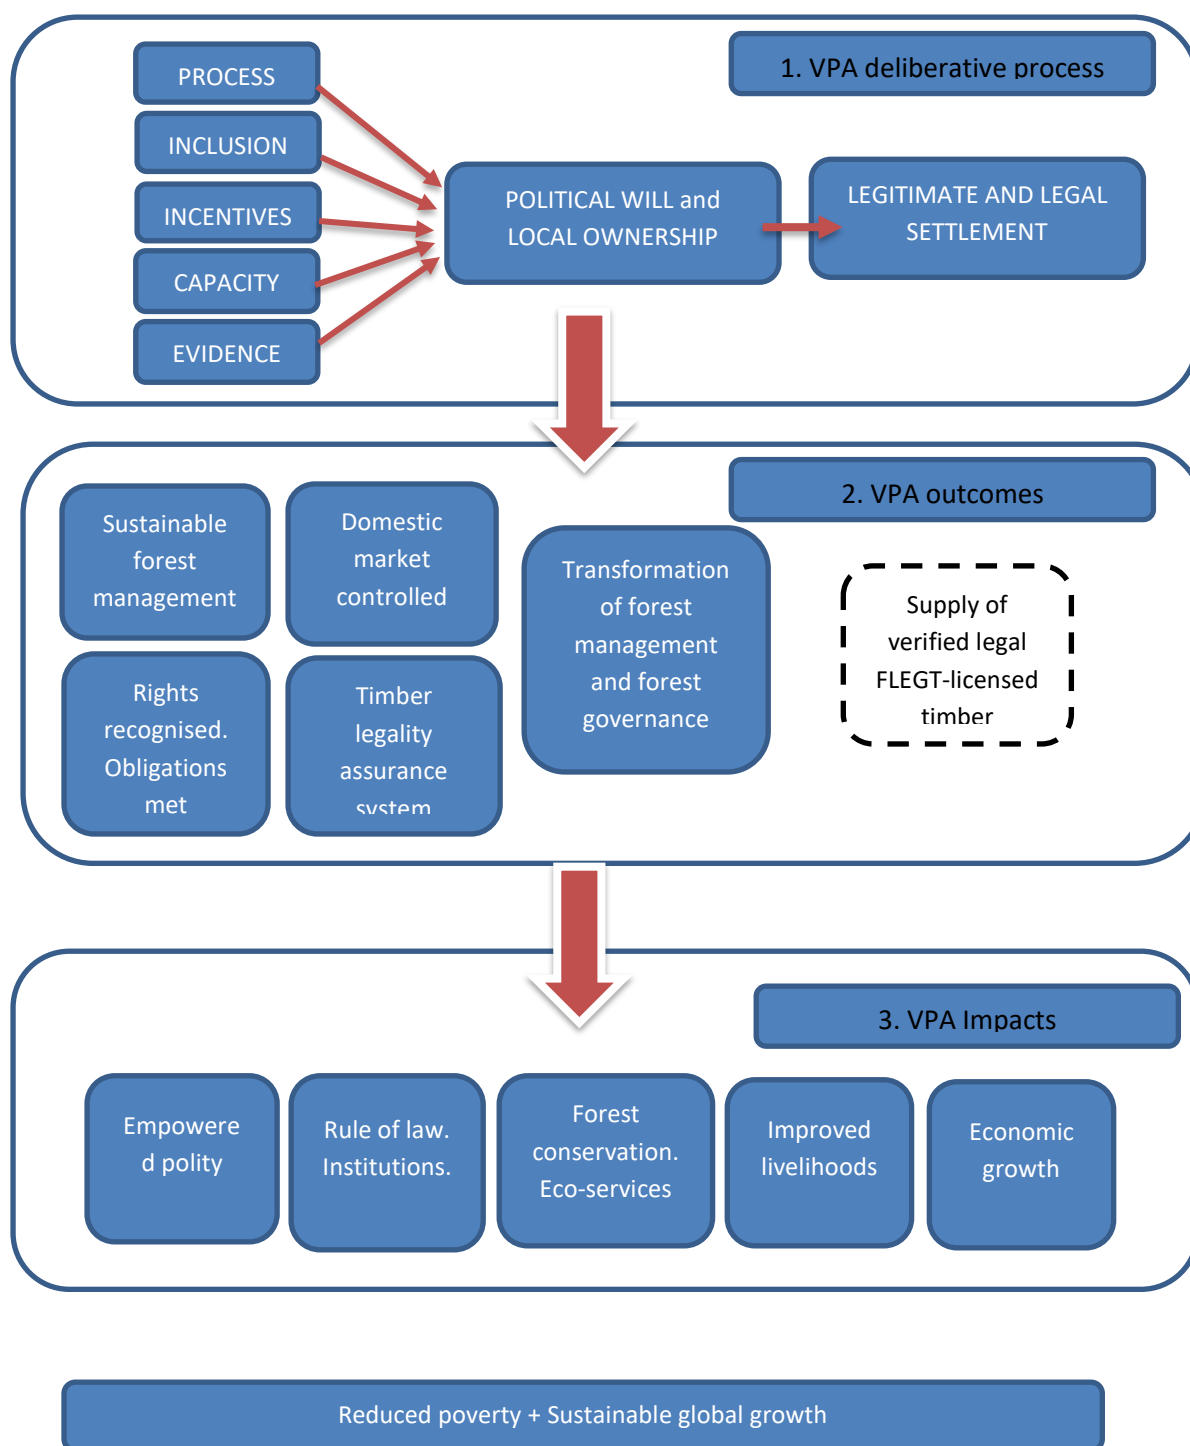 1. VPA deliberative process
PROCESS
INCLUSION
INCENTIVES
CAPACITY
EVIDENCE
POLITICAL WILL and
LOCAL OWNERSHIP
LEGITIMATE AND LEGAL
SETTLEMENT
2. VPA outcomes
Sustainable
forest
management
Domestic
market
controlled
Rights
recognised.
Obligations
met
Timber
legality
assurance
system
Transformation
of forest
management
and forest
governance
Supply of
verified legal
FLEGT-licensed
timber
3. VPA Impacts
Empowere
d polity
Rule of law.
Institutions.
Forest
conservation.
Eco-services
Improved
livelihoods
Economic
growth
Reduced poverty + Sustainable global growth